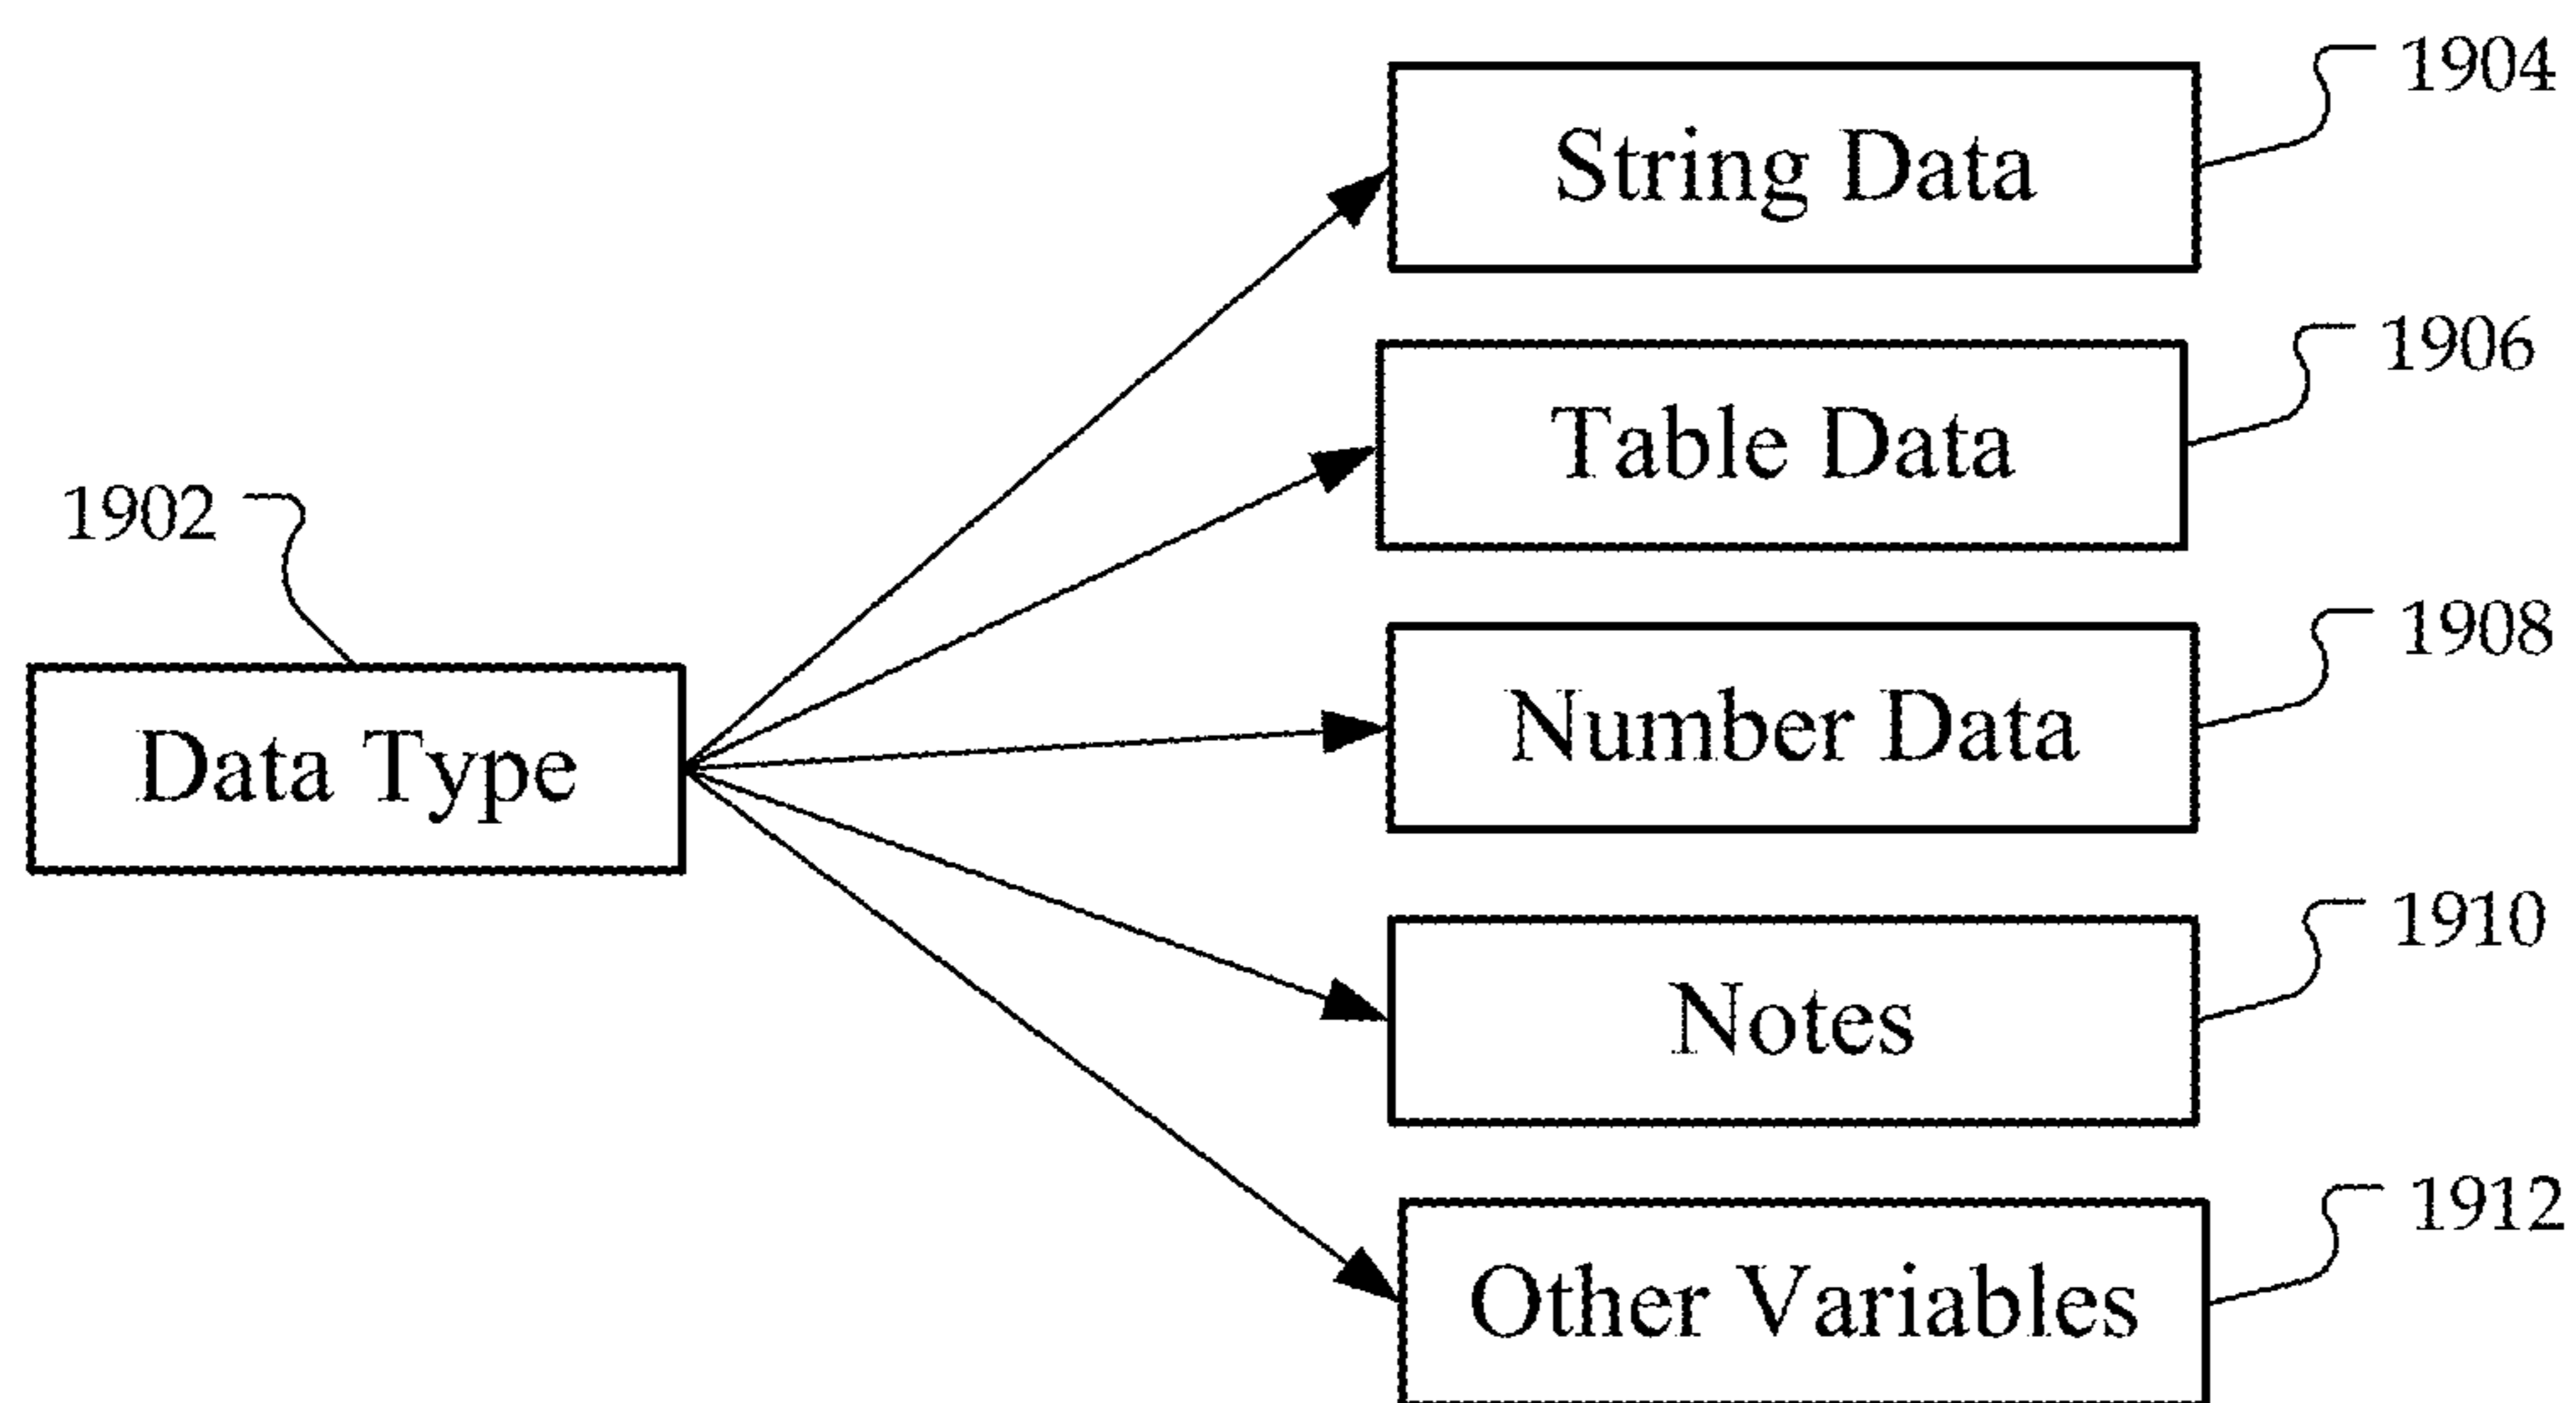 1904
String Data
1906
Table Data
1902
1908
Number Data
Data Type
1910
Notes
1912
Other Variables